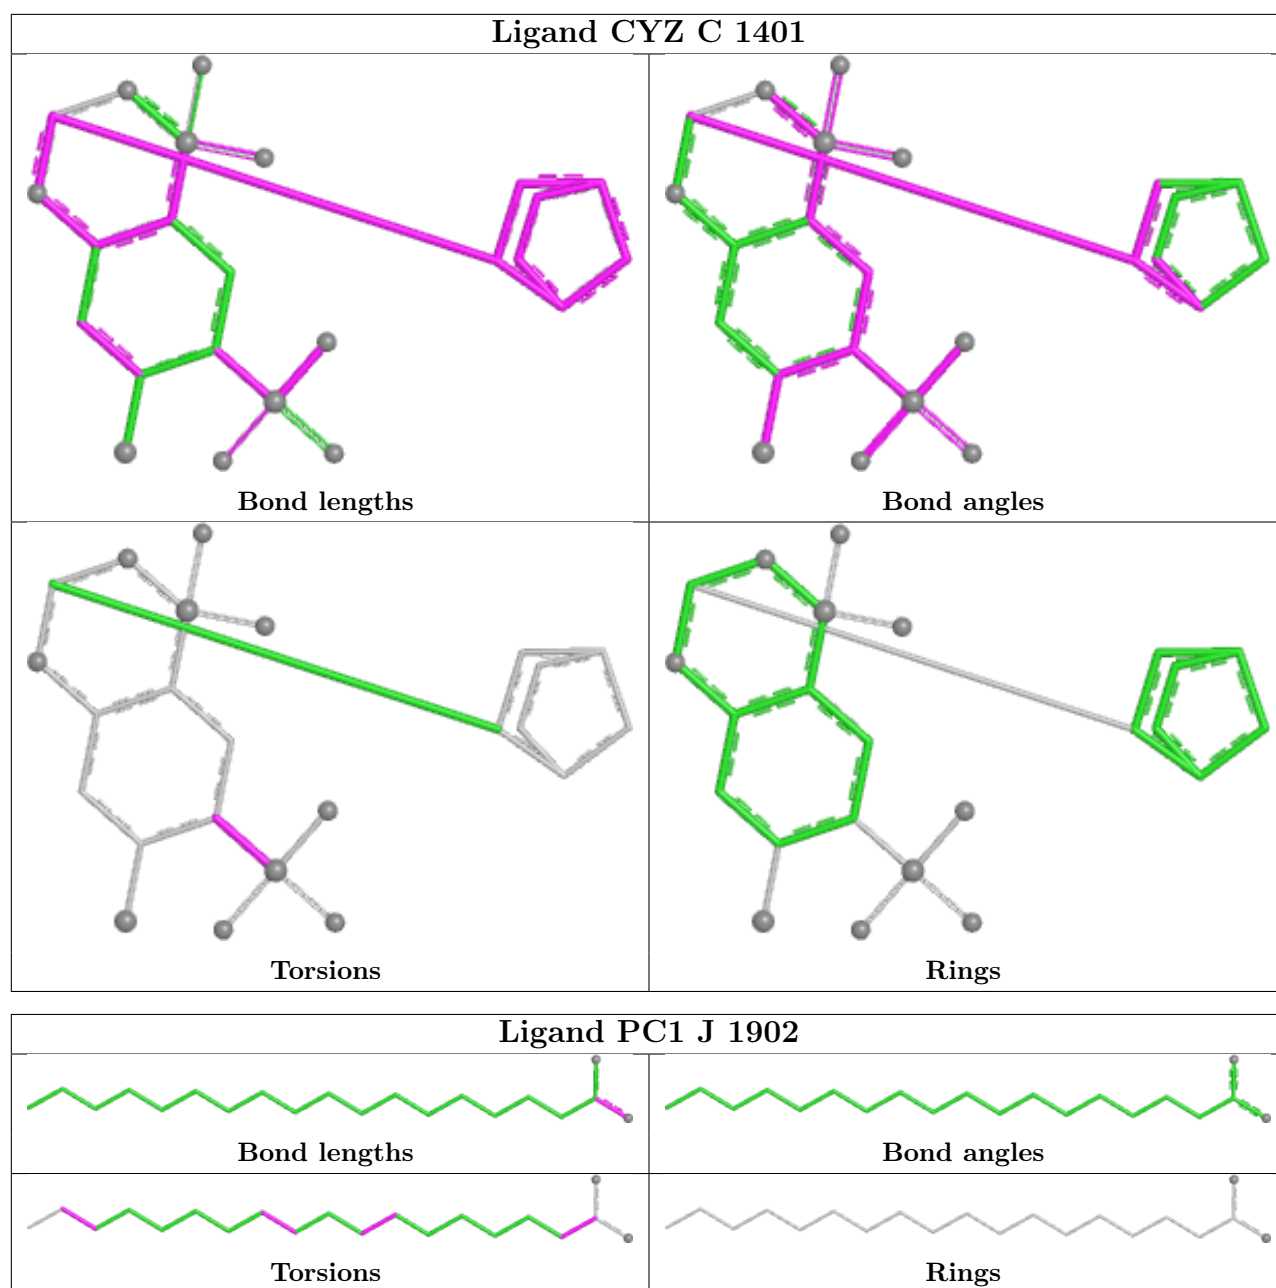 Ligand CYZ C 1401
Bond lengths
Bond angles
Torsions
Rings
Ligand PC1 J 1902
Bond lengths
Bond angles
Torsions
Rings